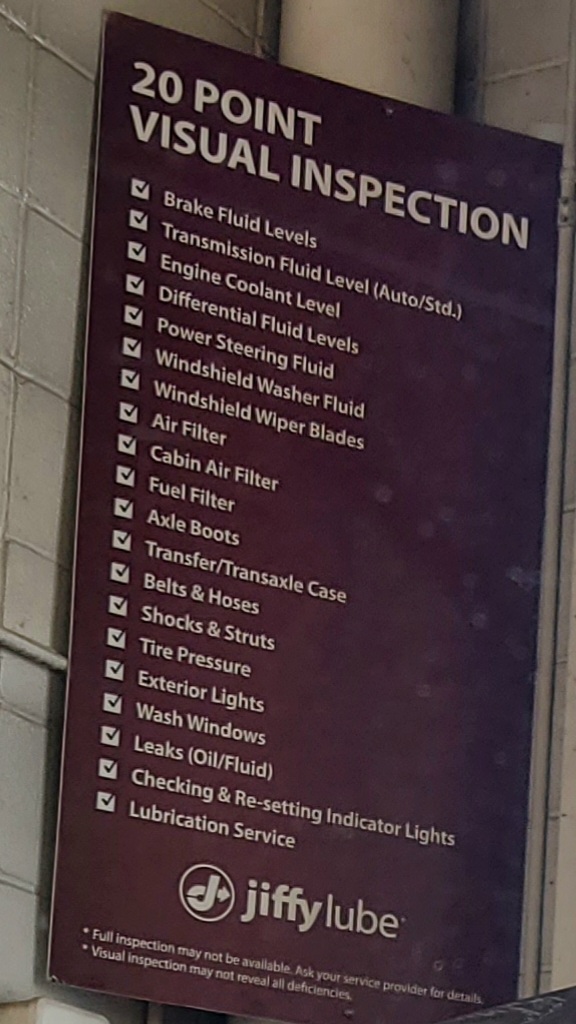 20 POINT
VISUAL INSPECTION
Brake Fluid Levels
Transmission Fluid Level (Auto/Std.)
Engine Coolant Level
Differential Fluid Levels
Power Steering Fluid
Windshield Washer Fluid
Windshield Wiper Blades
Air Filter
Cabin Air Filter
Fuel Filter
Axle Boots
Transfer/Transaxle Case
Belts & Hoses
Shocks & Struts
Tire Pressure
Exterior Lights
Wash Windows
Leaks (Oil/Fluid)
Checking & Re-setting Indicator Lights
Lubrication Service
jiffylube
* Full inspection may not be available. Ask your service provider for details.
* Visual inspection may not reveal all deficiencies.